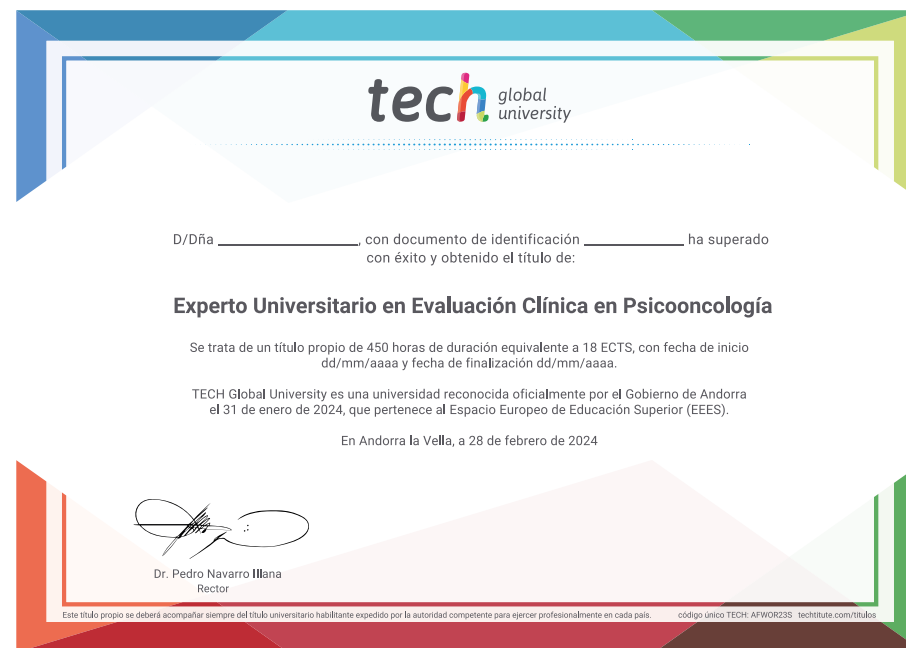 tech global university
D/Dña ____________________, con documento de identificación ______________ ha superado
con éxito y obtenido el título de:
Experto Universitario en Evaluación Clínica en Psicooncología
Se trata de un título propio de 450 horas de duración equivalente a 18 ECTS, con fecha de inicio
dd/mm/aaaa y fecha de finalización dd/mm/aaaa.
TECH Global University es una universidad reconocida oficialmente por el Gobierno de Andorra
el 31 de enero de 2024, que pertenece al Espacio Europeo de Educación Superior (EEES).
En Andorra la Vella, a 28 de febrero de 2024
Dr. Pedro Navarro Illana
Rector
Este título propio se deberá acompañar siempre del título universitario habilitante expedido por la autoridad competente para ejercer profesionalmente en cada país. código único TECH: AFWOR23S techtitute.com/titulos